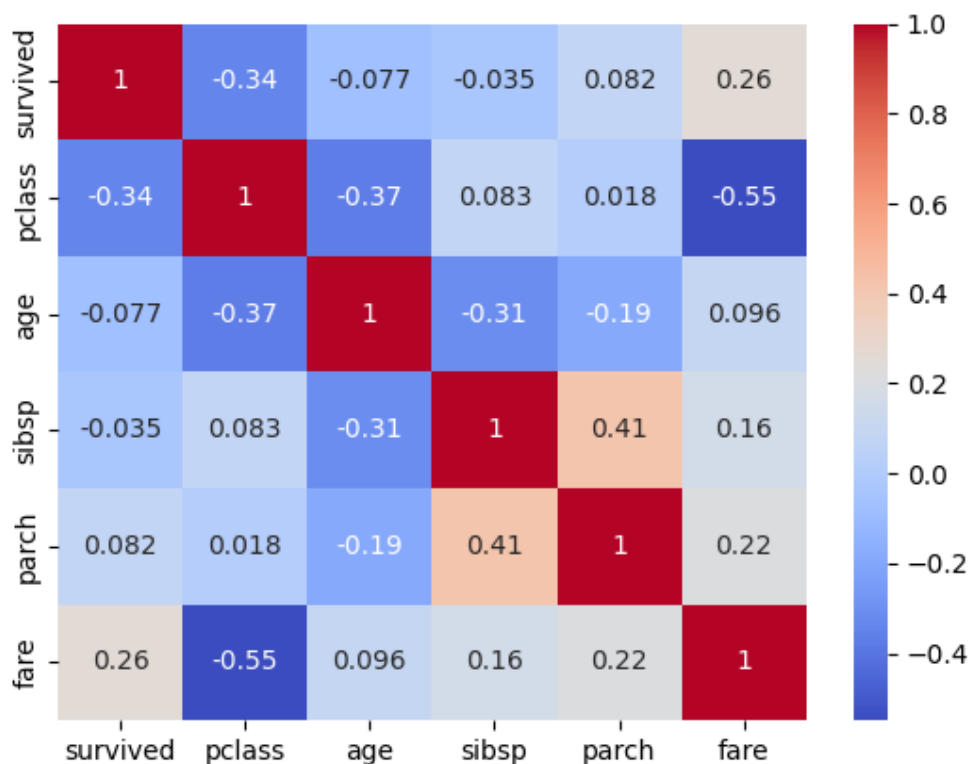 survived 1 -0.34 -0.077 -0.035 0.082 0.26
pclass -0.34 1 -0.37 0.083 0.018 -0.55
age -0.077 -0.37 1 -0.31 -0.19 0.096
sibsp -0.035 0.083 -0.31 1 0.41 0.16
parch 0.082 0.018 -0.19 0.41 1 0.22
fare 0.26 -0.55 0.096 0.16 0.22 1
survived pclass age sibsp parch fare
1.0
0.8
0.6
0.4
0.2
0.0
−0.2
−0.4